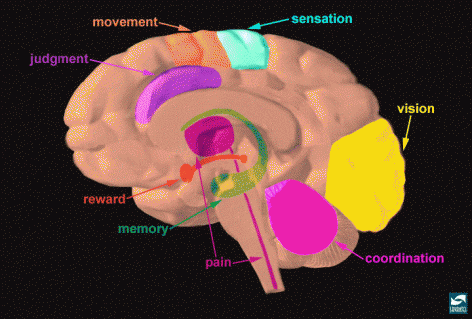 movement
sensation
judgment
vision
reward
memory
pain
coordination